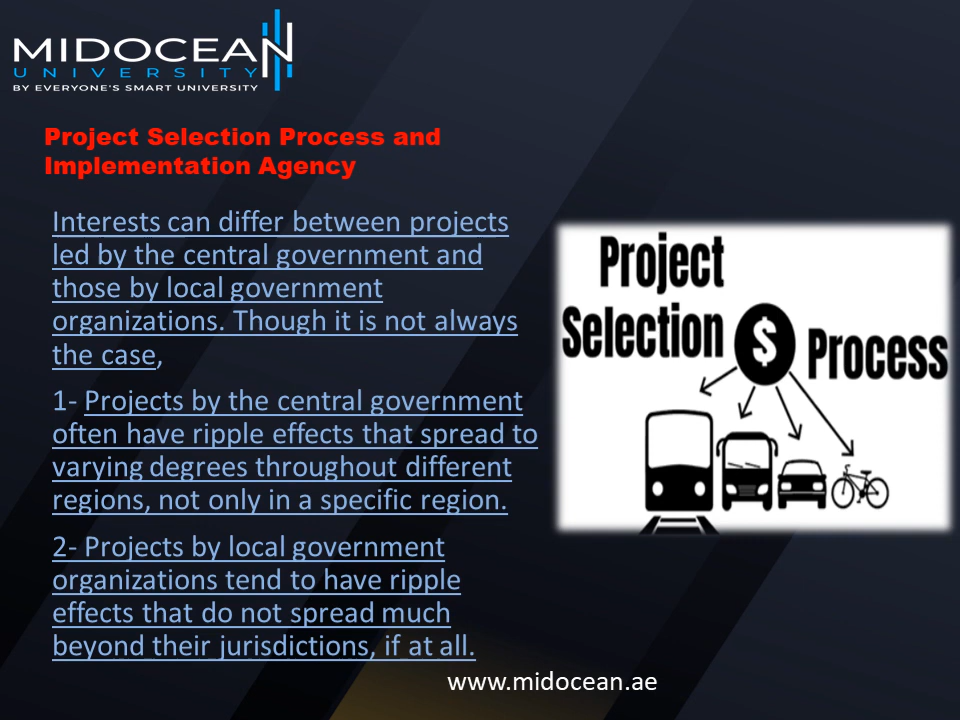 MIDOCEAN
UNIVERSITY
BY EVERYONE'S SMART UNIVERSITY
Project Selection Process and
Implementation Agency
Interests can differ between projects
led by the central government and
those by local government
organizations. Though it is not always
the case,
1- Projects by the central government
often have ripple effects that spread to
varying degrees throughout different
regions, not only in a specific region.
2- Projects by local government
organizations tend to have ripple
effects that do not spread much
beyond their jurisdictions, if at all.
Project
Selection $ Process
www.midocean.ae